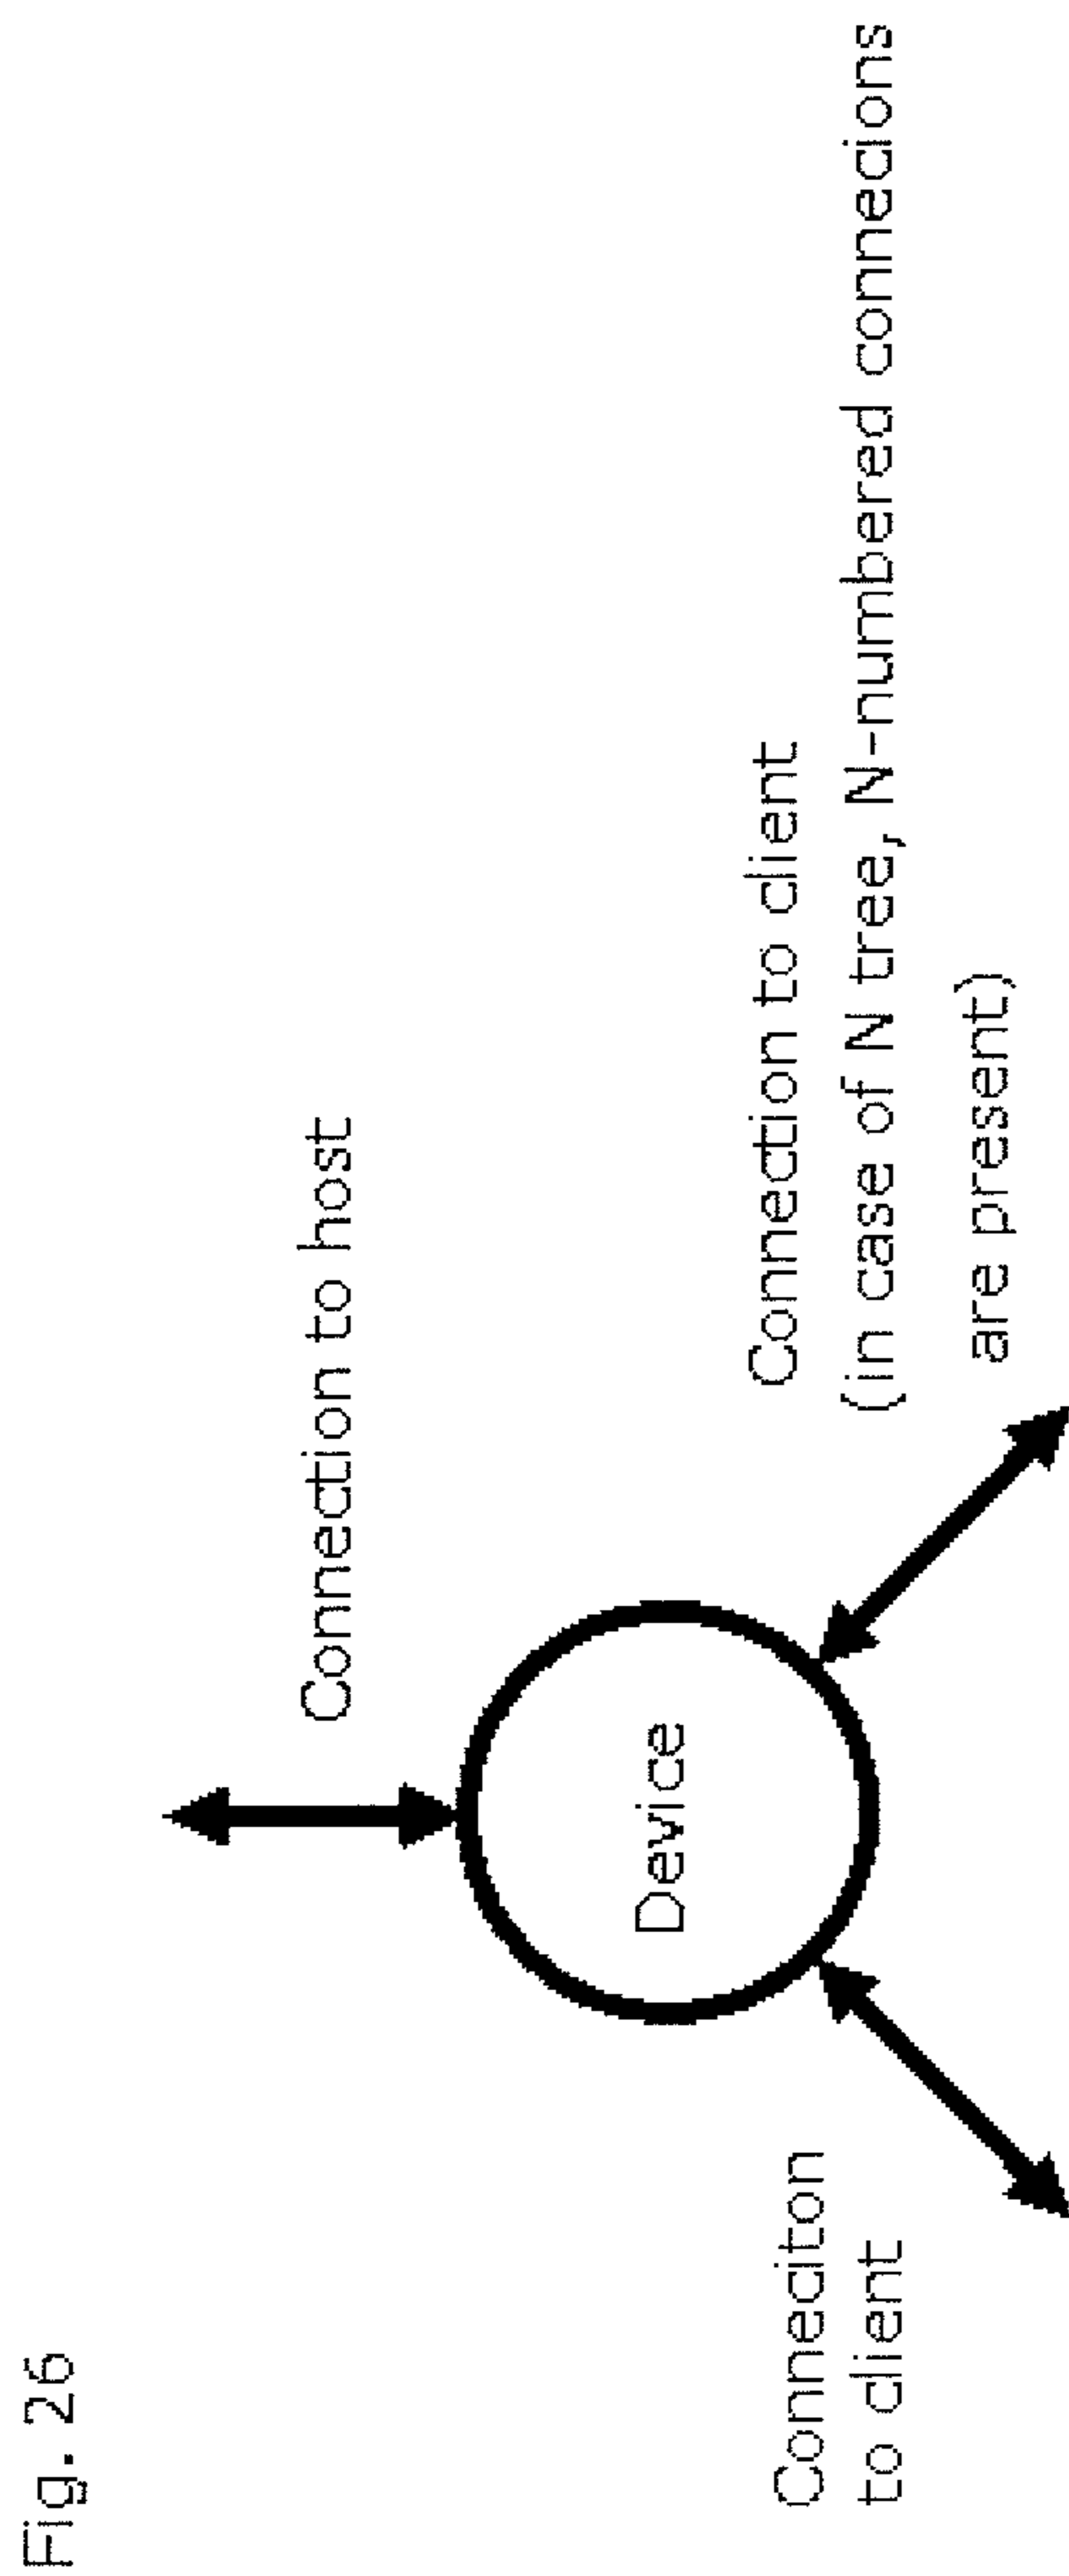 Fig. 26
Connection to host
Device
Conneciton
to client
Connection to client
(in case of N tree, N-numbered connecions
are present)